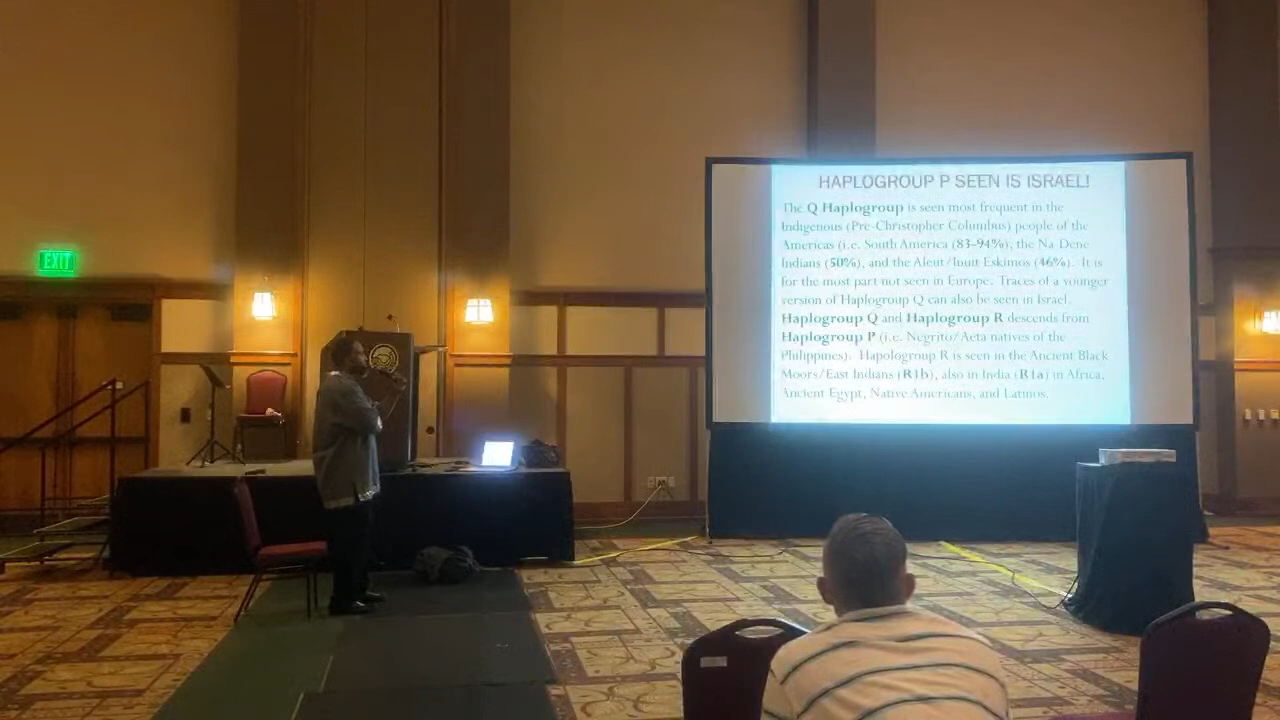 EXIT
HAPLOGROUP P SEEN IS ISRAEL!
The Q Haplogroup is seen most frequent in the
Indigenous (Pre-Christopher Columbus) people of the
Americas (i.e. South America (83-94%), the Na-Dene
Indians (50%), and the Aleut/Inuit Eskimos (46%). It is
for the most part not seen in Europe. Traces of a younger
version of Haplogroup Q can also be seen in Israel.
Haplogroup Q and Haplogroup R descends from
Haplogroup P (i.e. Negrito/Aeta natives of the
Philippines). Hapologroup R is seen in the Ancient Black
Moors/East Indians (R1b), also in India (R1a) in Africa,
Ancient Egypt, Native Americans, and Latinos.